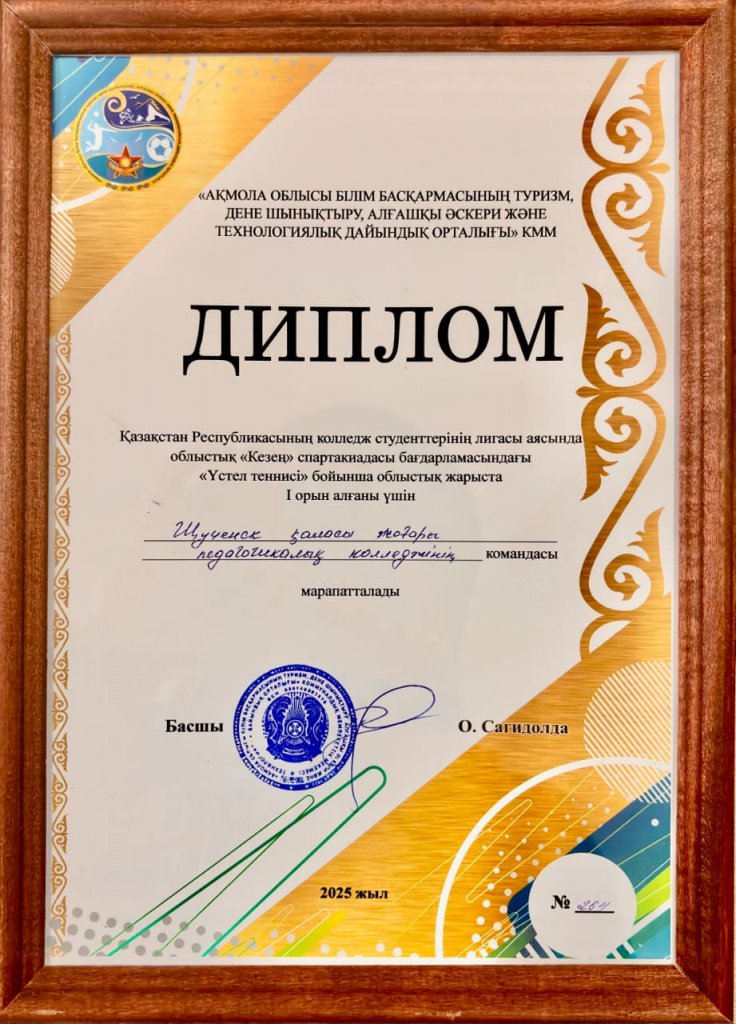 «АҚМОЛА ОБЛЫСЫ БІЛІМ БАСҚАРМАСЫНЫҢ ТУРИЗМ,
ДЕНЕ ШЫНЫҚТЫРУ, АЛҒАШҚЫ ӘСКЕРИ ЖӘНЕ
ТЕХНОЛОГИЯЛЫҚ ДАЙЫНДЫҚ ОРТАЛЫҒЫ» КММ
ДИПЛОМ
Қазақстан Республикасының колледж студенттерінің лигасы аясында
облыстық «Кезең» спартакиадасы бағдарламасындағы
«Үстел теннисі» бойынша облыстық жарыста
І орын алғаны үшін
Щучинск қаласы жоғары
педагогикалық колледжінің командасы
марапатталады
Басшы О. Сағидолда
2025 жыл
№ 264